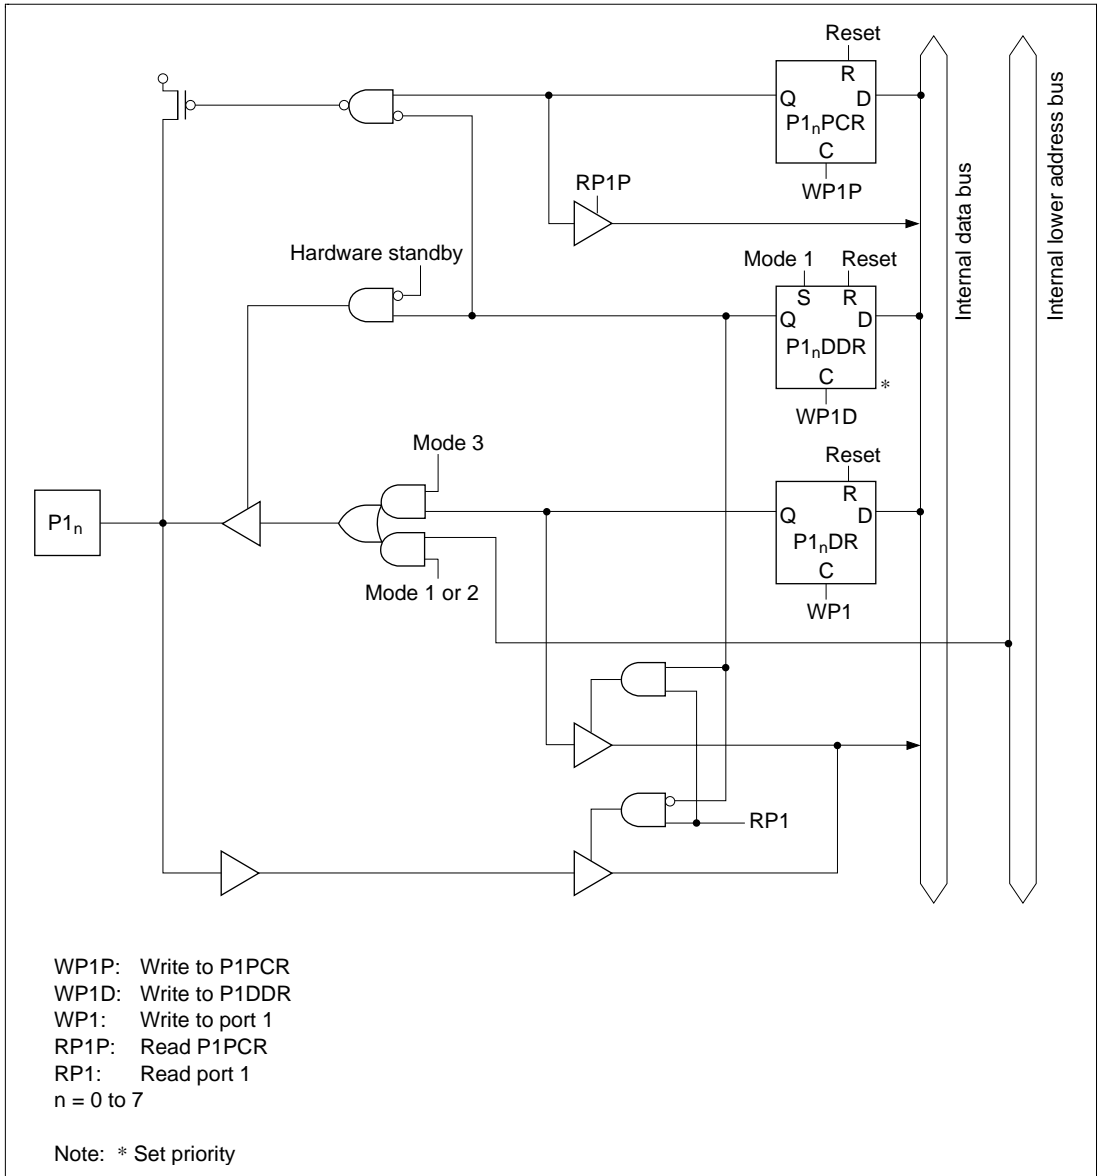 Reset
R
Q D
P1nPCR
C
WP1P
RP1P
Internal data bus
Internal lower address bus
Hardware standby
Mode 1 Reset
S R
Q D
P1nDDR
C
*
WP1D
Mode 3
Reset
R
Q D
P1nDR
C
WP1
P1n
Mode 1 or 2
RP1
WP1P: Write to P1PCR
WP1D: Write to P1DDR
WP1: Write to port 1
RP1P: Read P1PCR
RP1: Read port 1
n = 0 to 7
Note: * Set priority